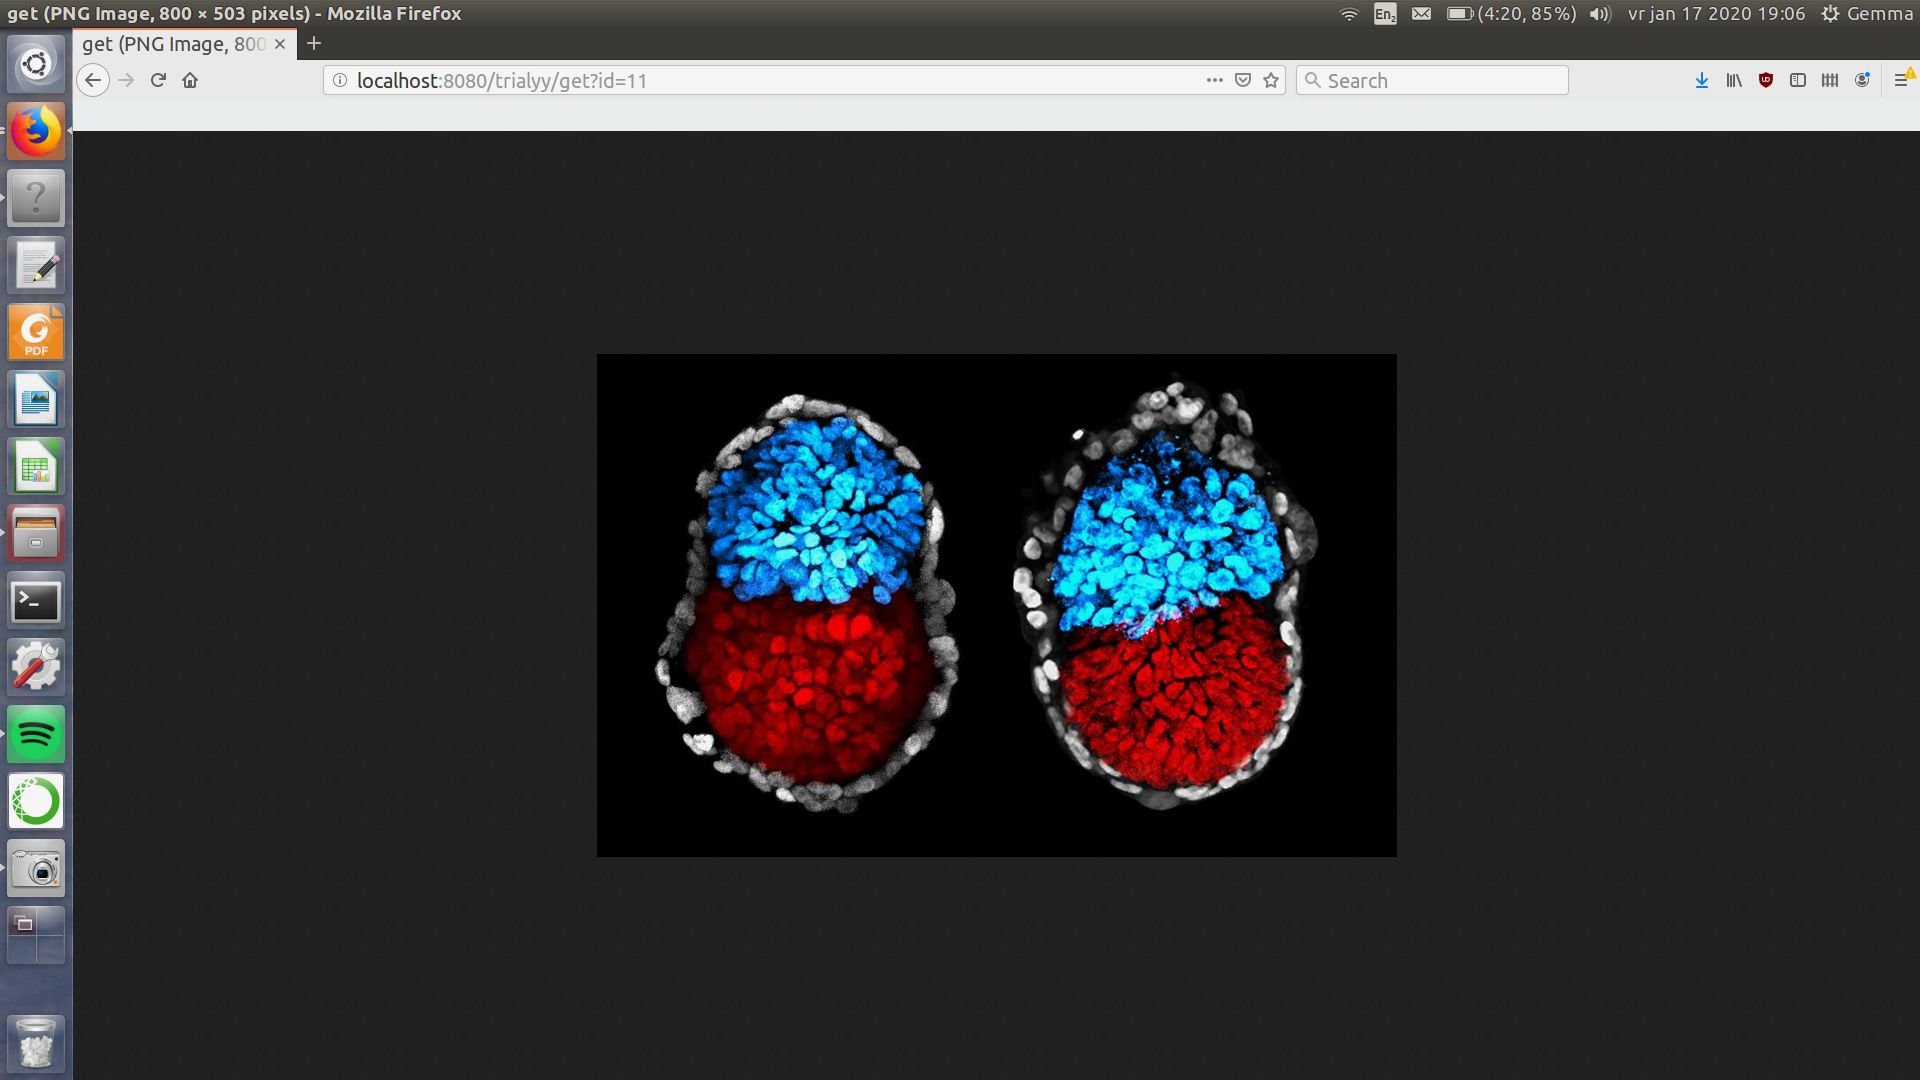 get (PNG Image, 800 × 503 pixels) - Mozilla Firefox
En2
(4:20, 85%)
vr jan 17 2020 19:06
Gemma
get (PNG Image, 800
localhost:8080/trialyy/get?id=11
Search
?
PDF
>_